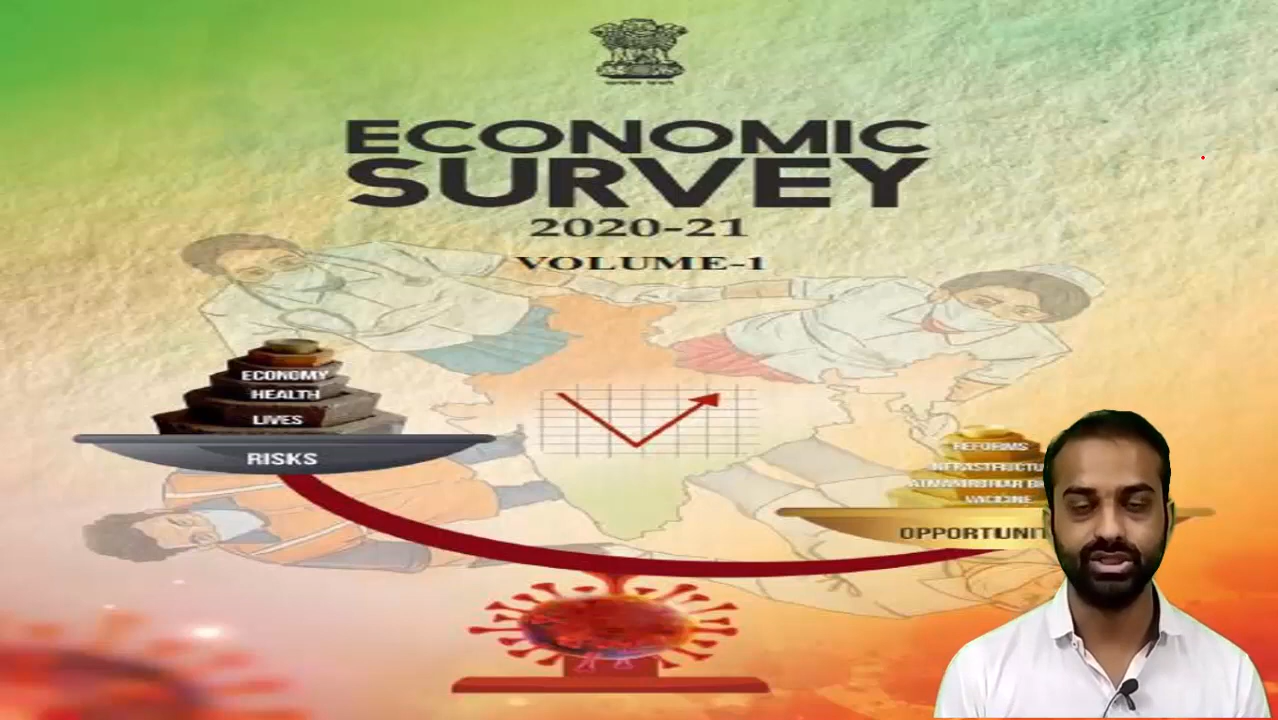 ECONOMIC
SURVEY
2020-21
VOLUME-1
ECONOMY
HEALTH
LIVES
RISKS
REFORMS
VACCINE